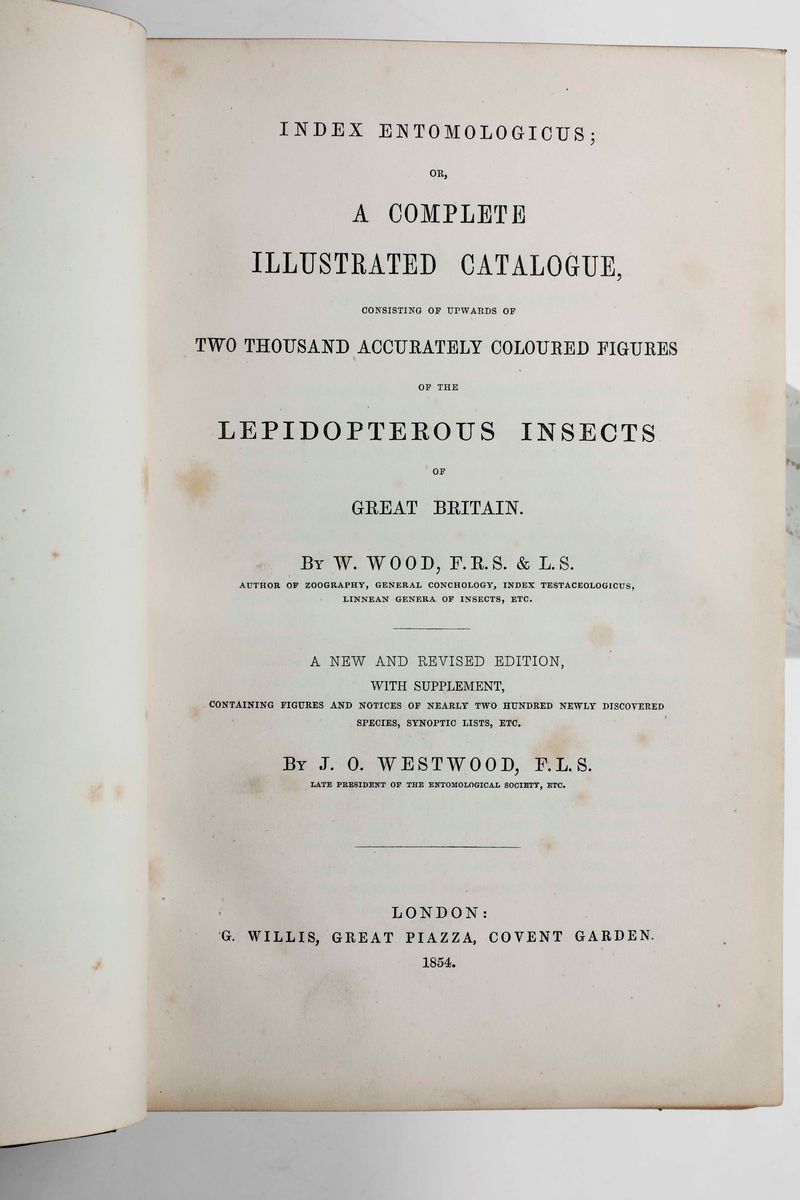 INDEX ENTOMOLOGICUS;
OR,
A COMPLETE
ILLUSTRATED CATALOGUE,
CONSISTING OF UPWARDS OF
TWO THOUSAND ACCURATELY COLOURED FIGURES
OF THE
LEPIDOPTEROUS INSECTS
OF
GREAT BRITAIN.
BY W. WOOD, F.R.S. & L.S.
AUTHOR OF ZOOGRAPHY, GENERAL CONCHOLOGY, INDEX TESTACEOLOGICUS,
LINNEAN GENERA OF INSECTS, ETC.
A NEW AND REVISED EDITION,
WITH SUPPLEMENT,
CONTAINING FIGURES AND NOTICES OF NEARLY TWO HUNDRED NEWLY DISCOVERED
SPECIES, SYNOPTIC LISTS, ETC.
BY J. O. WESTWOOD, F.L.S.
LATE PRESIDENT OF THE ENTOMOLOGICAL SOCIETY, ETC.
LONDON:
G. WILLIS, GREAT PIAZZA, COVENT GARDEN.
1854.